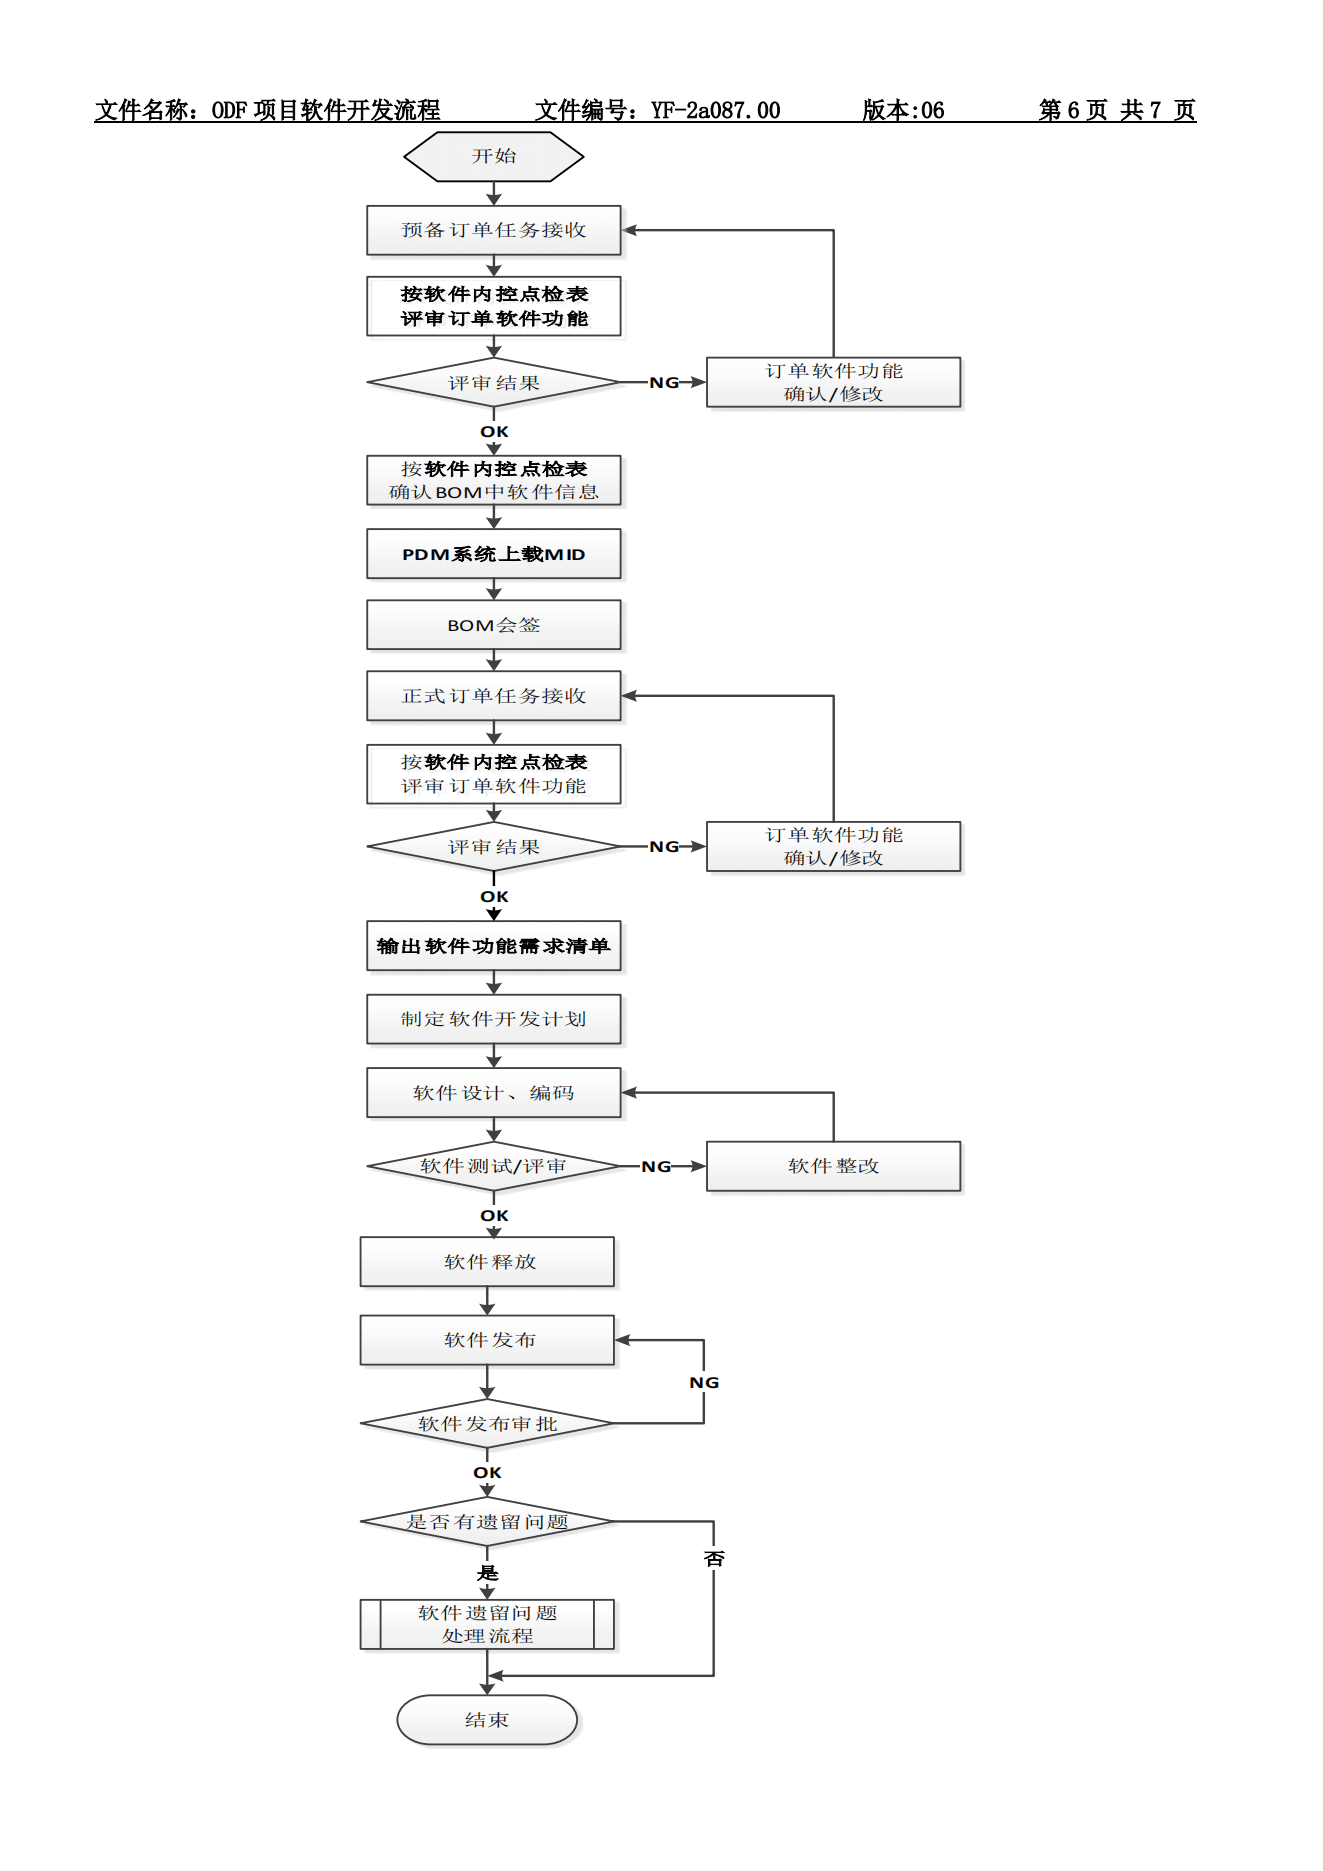 文件名称：ODF 项目软件开发流程 文件编号：YF-2a087.00 版本:06 第 6 页 共 7 页
开始
预备订单任务接收
按软件内控点检表
评审订单软件功能
评审结果
NG
订单软件功能
确认/修改
OK
按软件内控点检表
确认BOM中软件信息
PDM系统上载MID
BOM会签
正式订单任务接收
按软件内控点检表
评审订单软件功能
评审结果
NG
订单软件功能
确认/修改
OK
输出软件功能需求清单
制定软件开发计划
软件设计、编码
软件测试/评审
NG
软件整改
OK
软件释放
软件发布
NG
软件发布审批
OK
是否有遗留问题
否
是
软件遗留问题
处理流程
结束